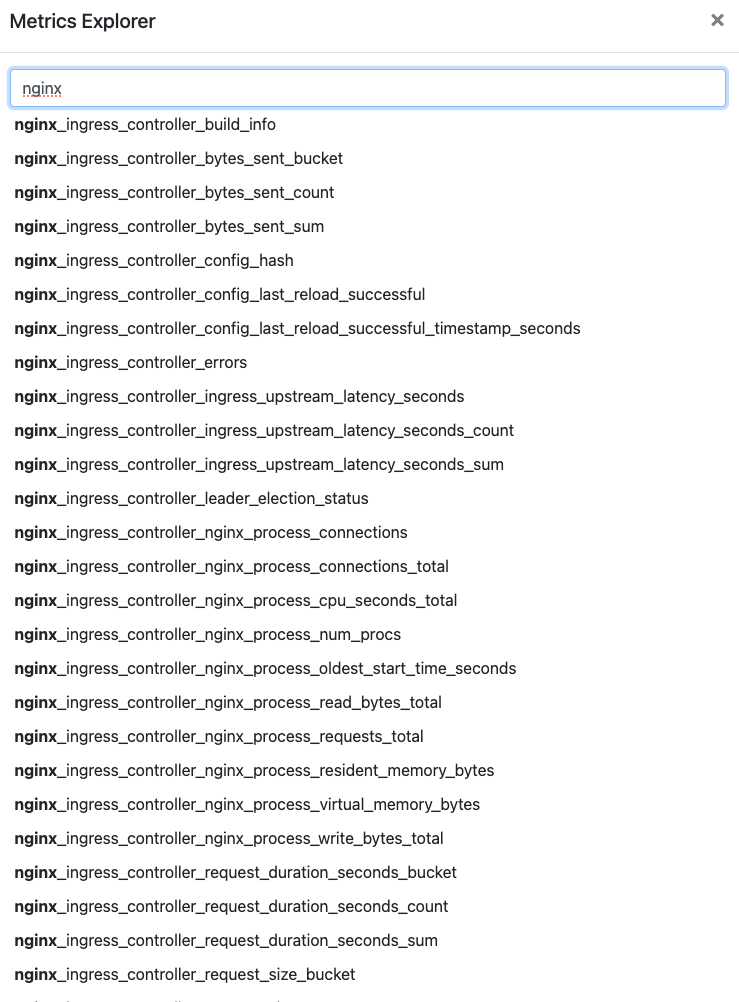 Metrics Explorer ×
nginx
nginx_ingress_controller_build_info
nginx_ingress_controller_bytes_sent_bucket
nginx_ingress_controller_bytes_sent_count
nginx_ingress_controller_bytes_sent_sum
nginx_ingress_controller_config_hash
nginx_ingress_controller_config_last_reload_successful
nginx_ingress_controller_config_last_reload_successful_timestamp_seconds
nginx_ingress_controller_errors
nginx_ingress_controller_ingress_upstream_latency_seconds
nginx_ingress_controller_ingress_upstream_latency_seconds_count
nginx_ingress_controller_ingress_upstream_latency_seconds_sum
nginx_ingress_controller_leader_election_status
nginx_ingress_controller_nginx_process_connections
nginx_ingress_controller_nginx_process_connections_total
nginx_ingress_controller_nginx_process_cpu_seconds_total
nginx_ingress_controller_nginx_process_num_procs
nginx_ingress_controller_nginx_process_oldest_start_time_seconds
nginx_ingress_controller_nginx_process_read_bytes_total
nginx_ingress_controller_nginx_process_requests_total
nginx_ingress_controller_nginx_process_resident_memory_bytes
nginx_ingress_controller_nginx_process_virtual_memory_bytes
nginx_ingress_controller_nginx_process_write_bytes_total
nginx_ingress_controller_request_duration_seconds_bucket
nginx_ingress_controller_request_duration_seconds_count
nginx_ingress_controller_request_duration_seconds_sum
nginx_ingress_controller_request_size_bucket